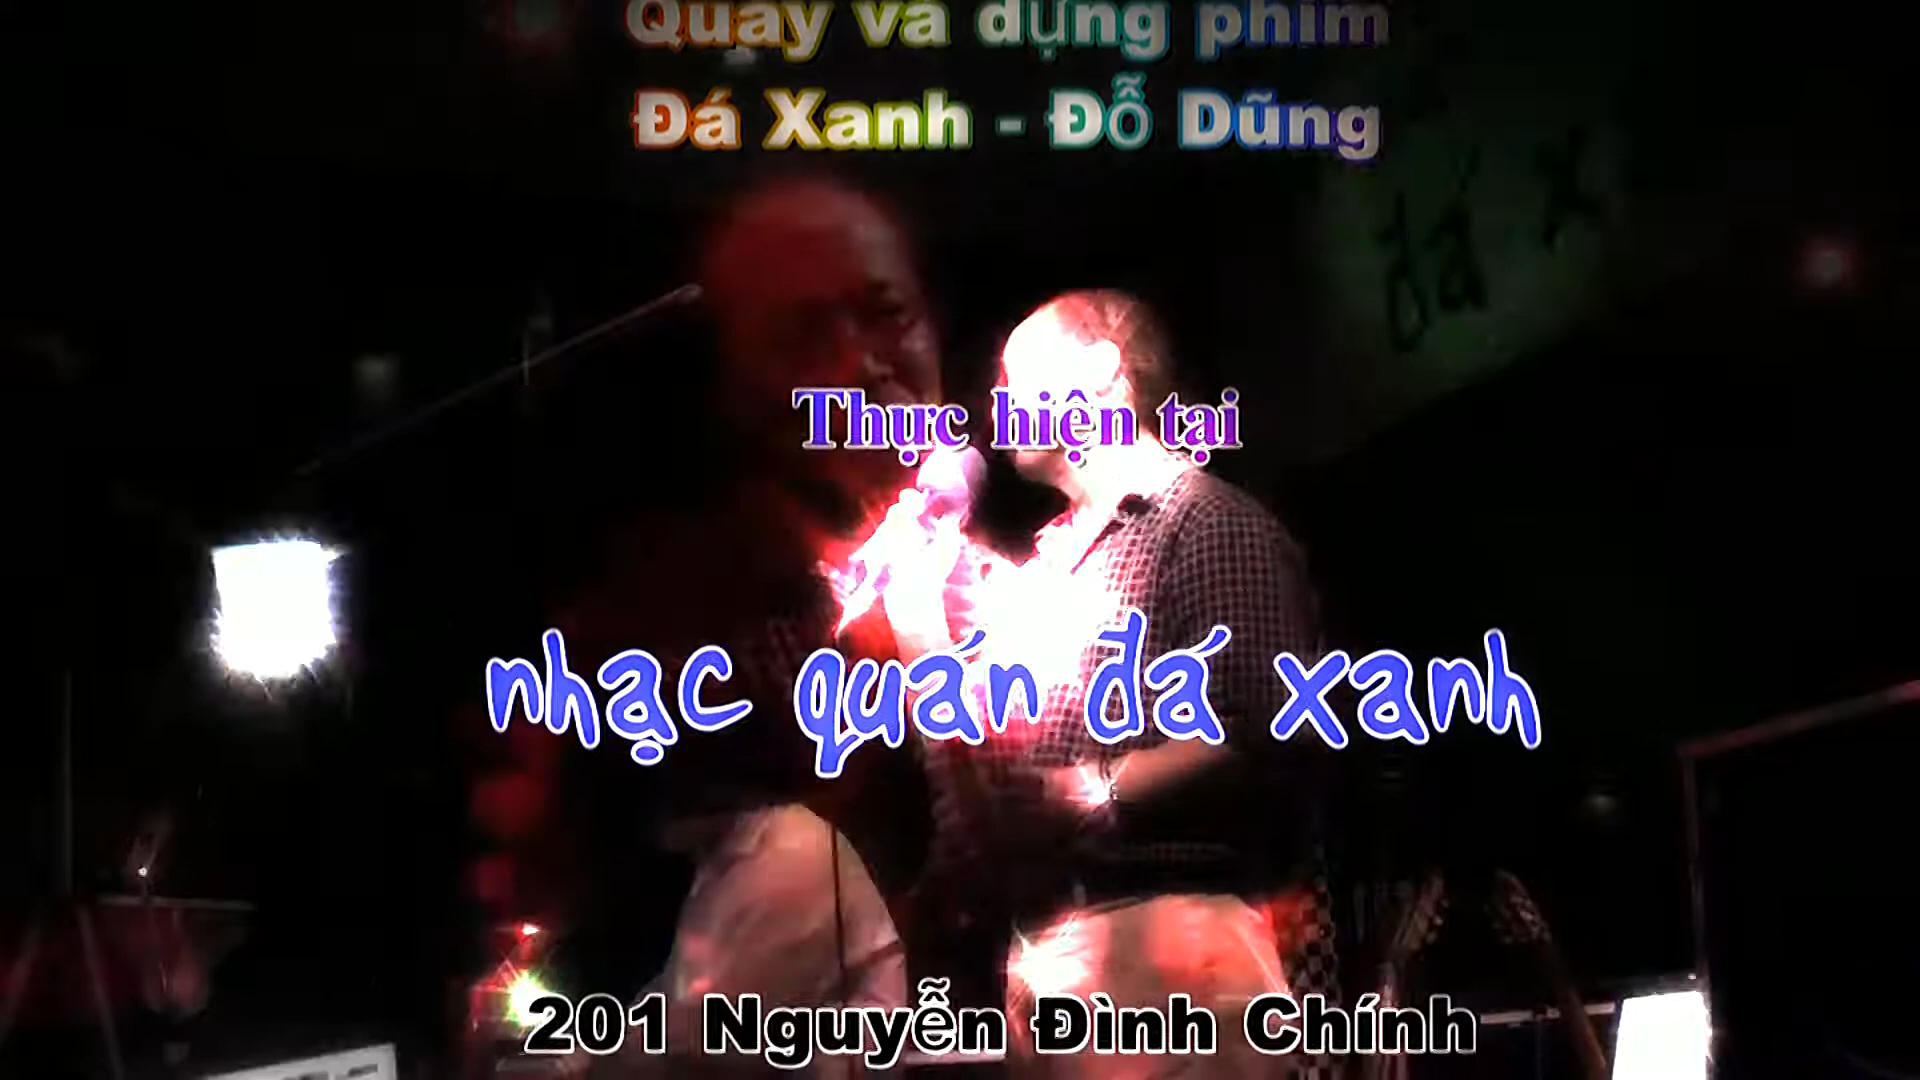 Quay và dựng phim
Đá Xanh - Đỗ Dũng
đá x
Thực hiện tại
nhạc quán đá xanh
201 Nguyễn Đình Chính